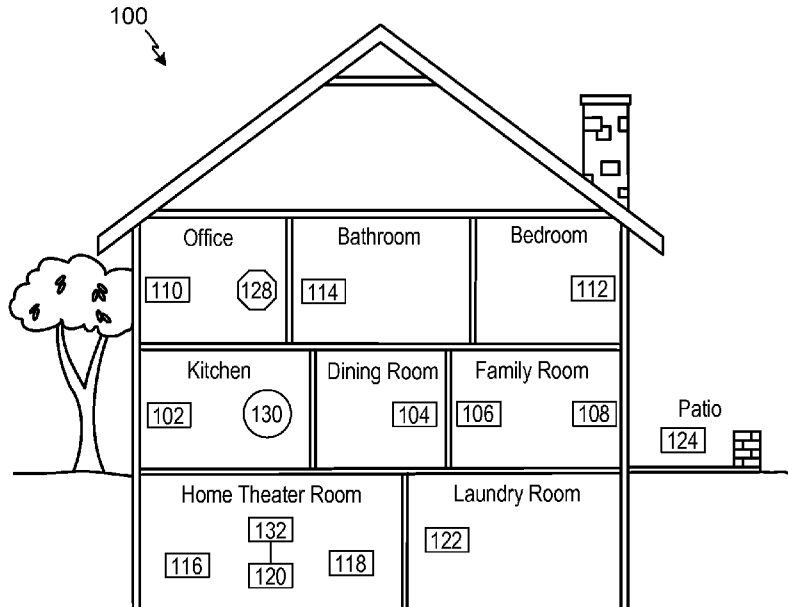 100
Office
Bathroom
Bedroom
110
128
114
112
Kitchen
Dining Room
Family Room
102
130
104
106
108
Patio
124
Home Theater Room
Laundry Room
132
122
116
120
118